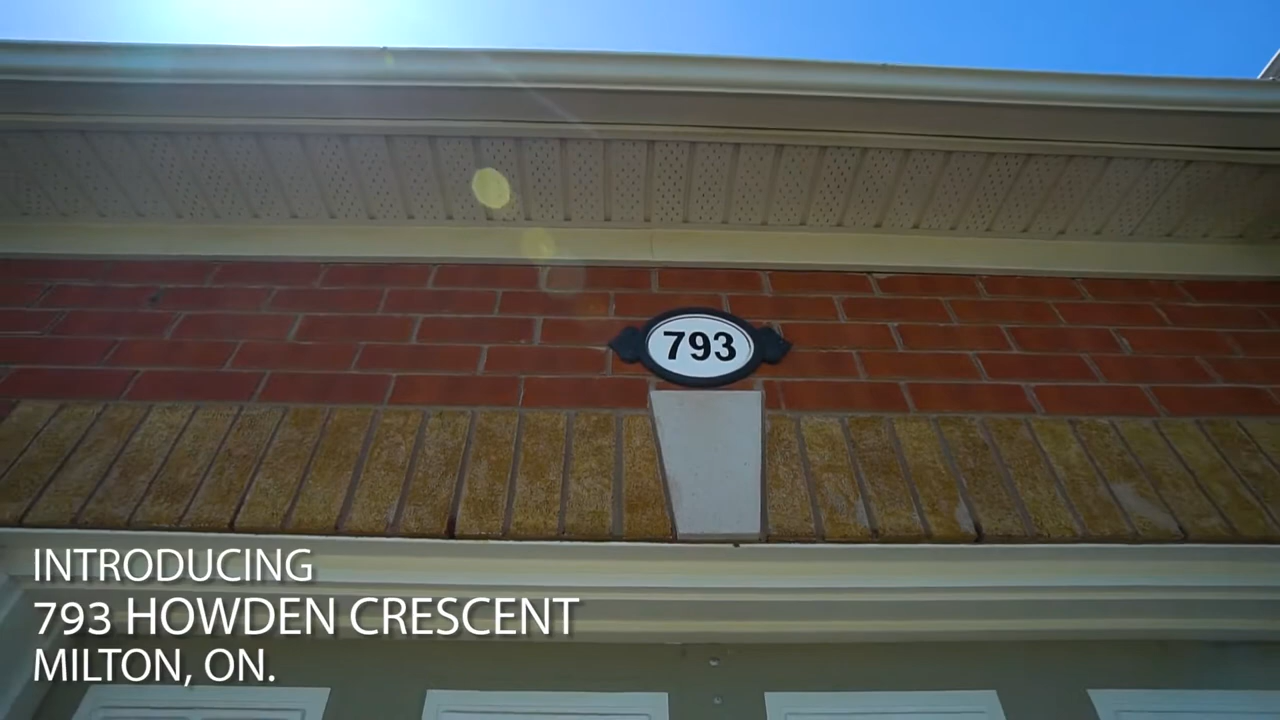 793
INTRODUCING
793 HOWDEN CRESCENT
MILTON, ON.